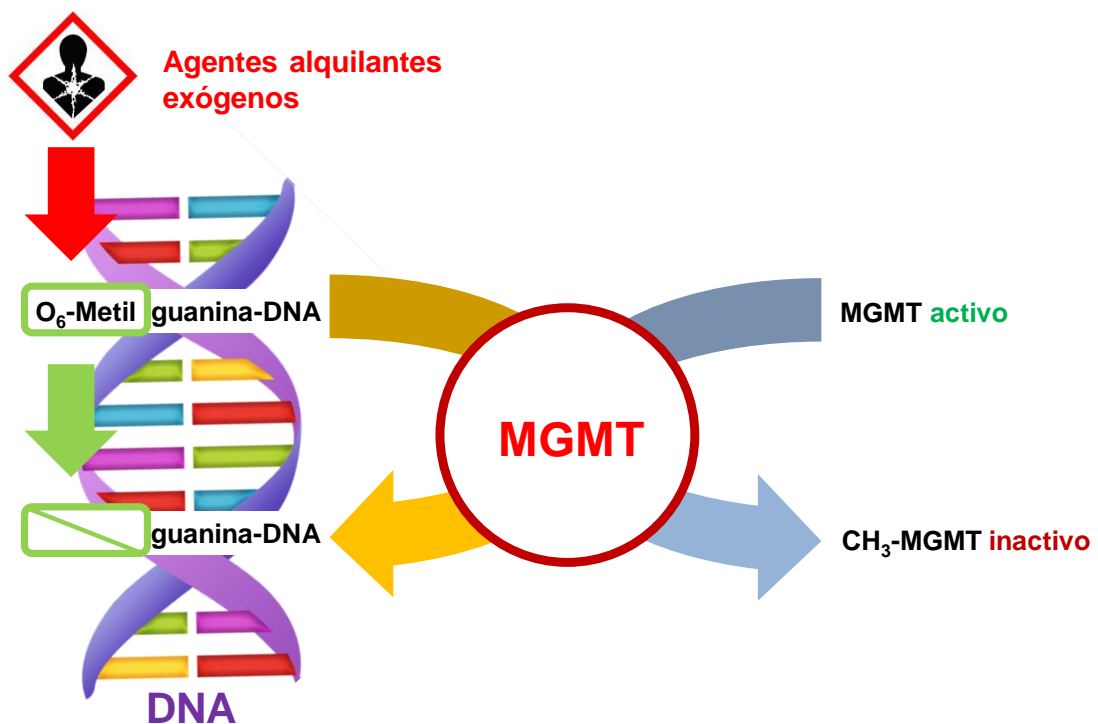 Agentes alquilantes
exógenos
O₆-Metil guanina-DNA
MGMT activo
MGMT
guanina-DNA
CH₃-MGMT inactivo
DNA